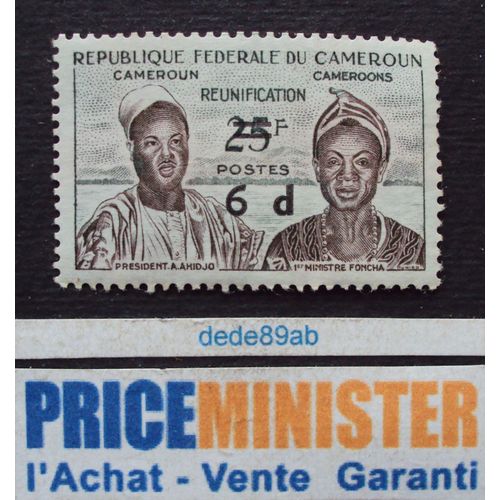 REPUBLIQUE FEDERALE DU CAMEROUN
CAMEROUN CAMEROONS
REUNIFICATION
25F
POSTES
6 d
PRESIDENT.A.AHIDJO 1ER MINISTRE FONCHA
dede89ab
PRICEMINISTER
l'Achat - Vente Garanti